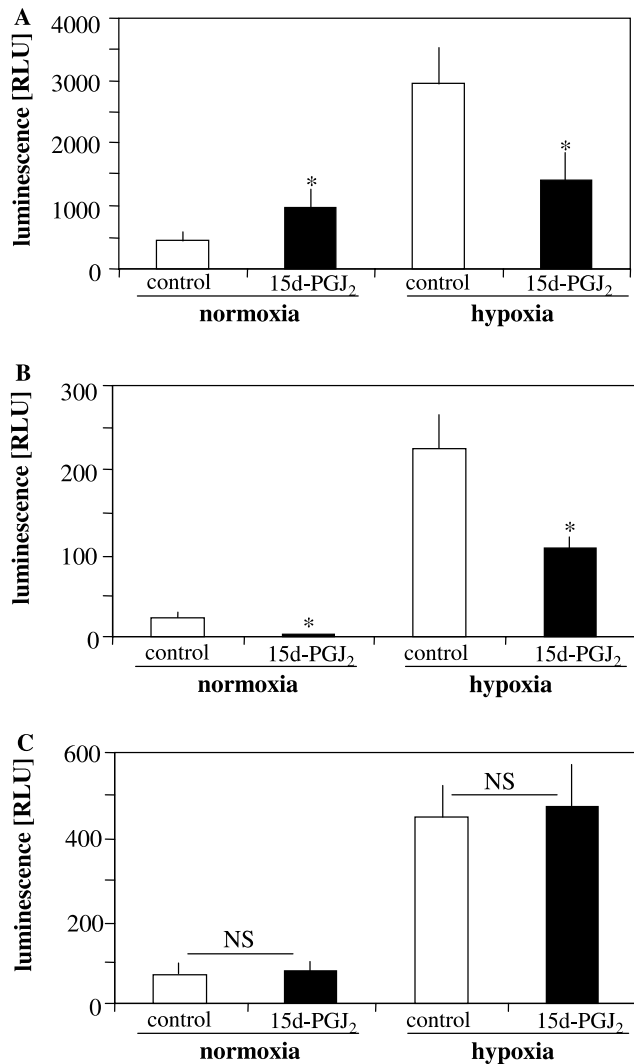 A
luminescence [RLU]
4000
3000
2000
1000
0
*
*
control 15d-PGJ₂ control 15d-PGJ₂
normoxia hypoxia
B
luminescence [RLU]
300
200
100
0
*
*
control 15d-PGJ₂ control 15d-PGJ₂
normoxia hypoxia
C
luminescence [RLU]
600
400
200
0
NS
NS
control 15d-PGJ₂ control 15d-PGJ₂
normoxia hypoxia